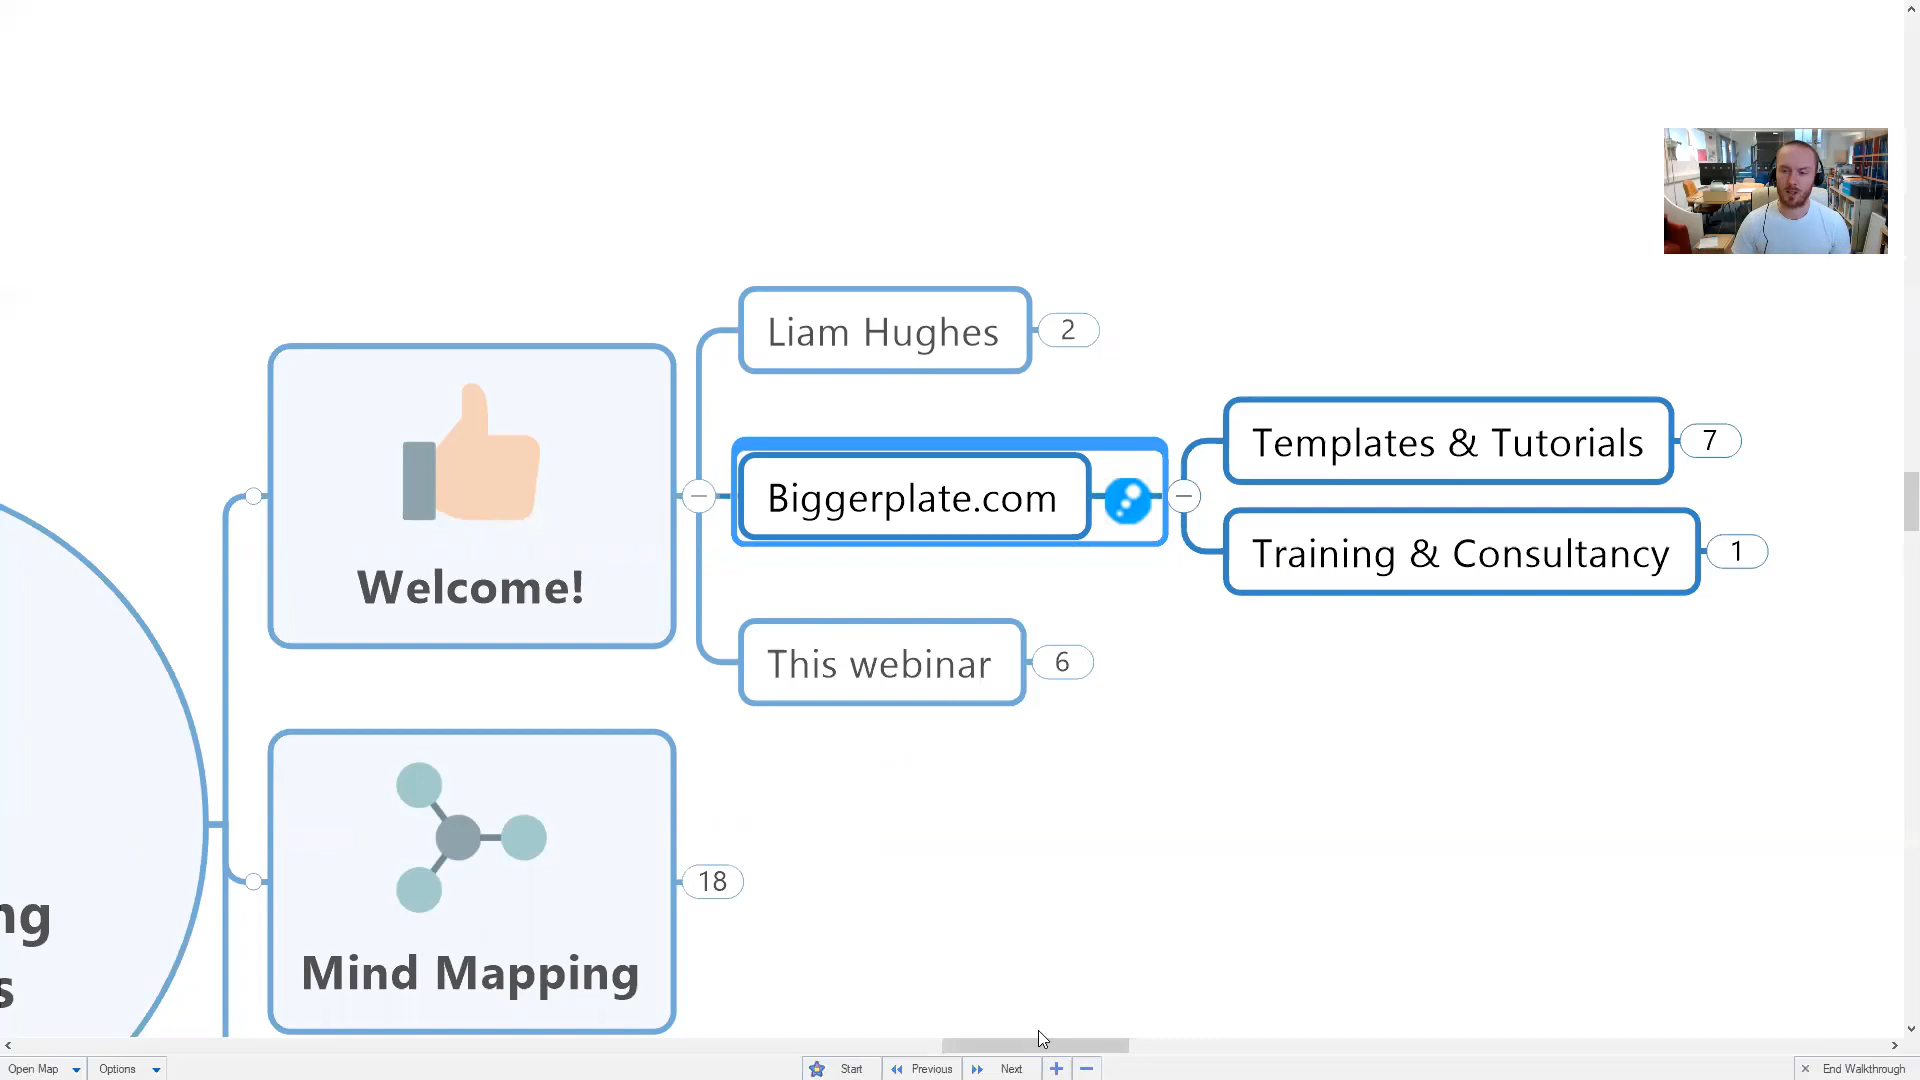 Liam Hughes
2
Templates & Tutorials
7
Biggerplate.com
Training & Consultancy
1
Welcome!
This webinar
6
18
Mind Mapping
ng
s
Open Map
Options
Start
Previous
Next
End Walkthrough